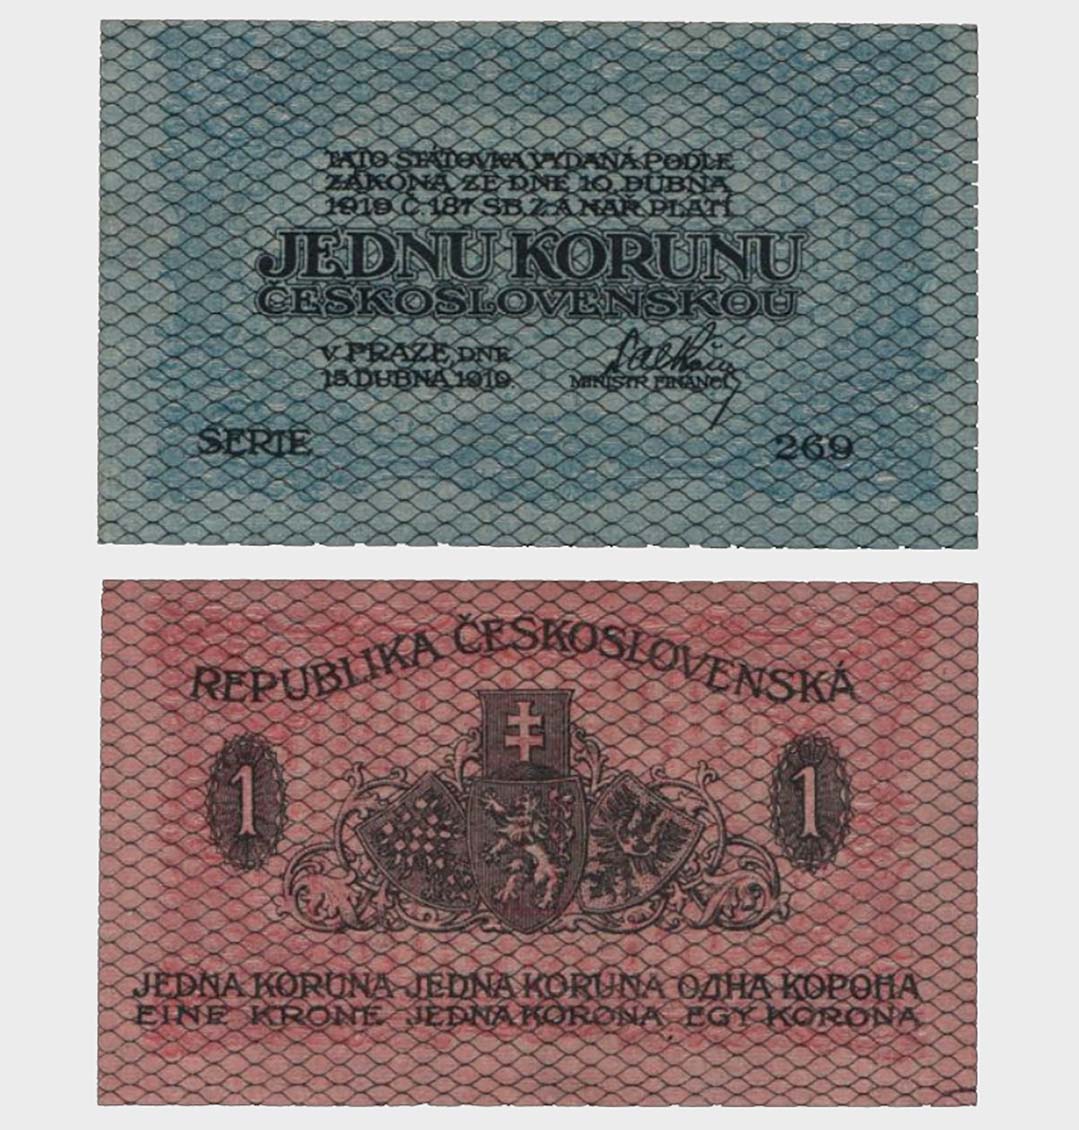 TATO STÁTOVKA VYDANÁ PODLE
ZÁKONA ZE DNE 10. DUBNA
1919 Č. 187 SB. Z. A NAŘ. PLATÍ
JEDNU KORUNU
ČESKOSLOVENSKOU
V PRAZE, DNE
15. DUBNA 1919.
MINISTR FINANCÍ
SERIE 269
REPUBLIKA ČESKOSLOVENSKÁ
1 1
JEDNA KORUNA-JEDNA KORUNA ОДНА КОРОНА
EINE KRONE JEDNA KORONA EGY KORONA